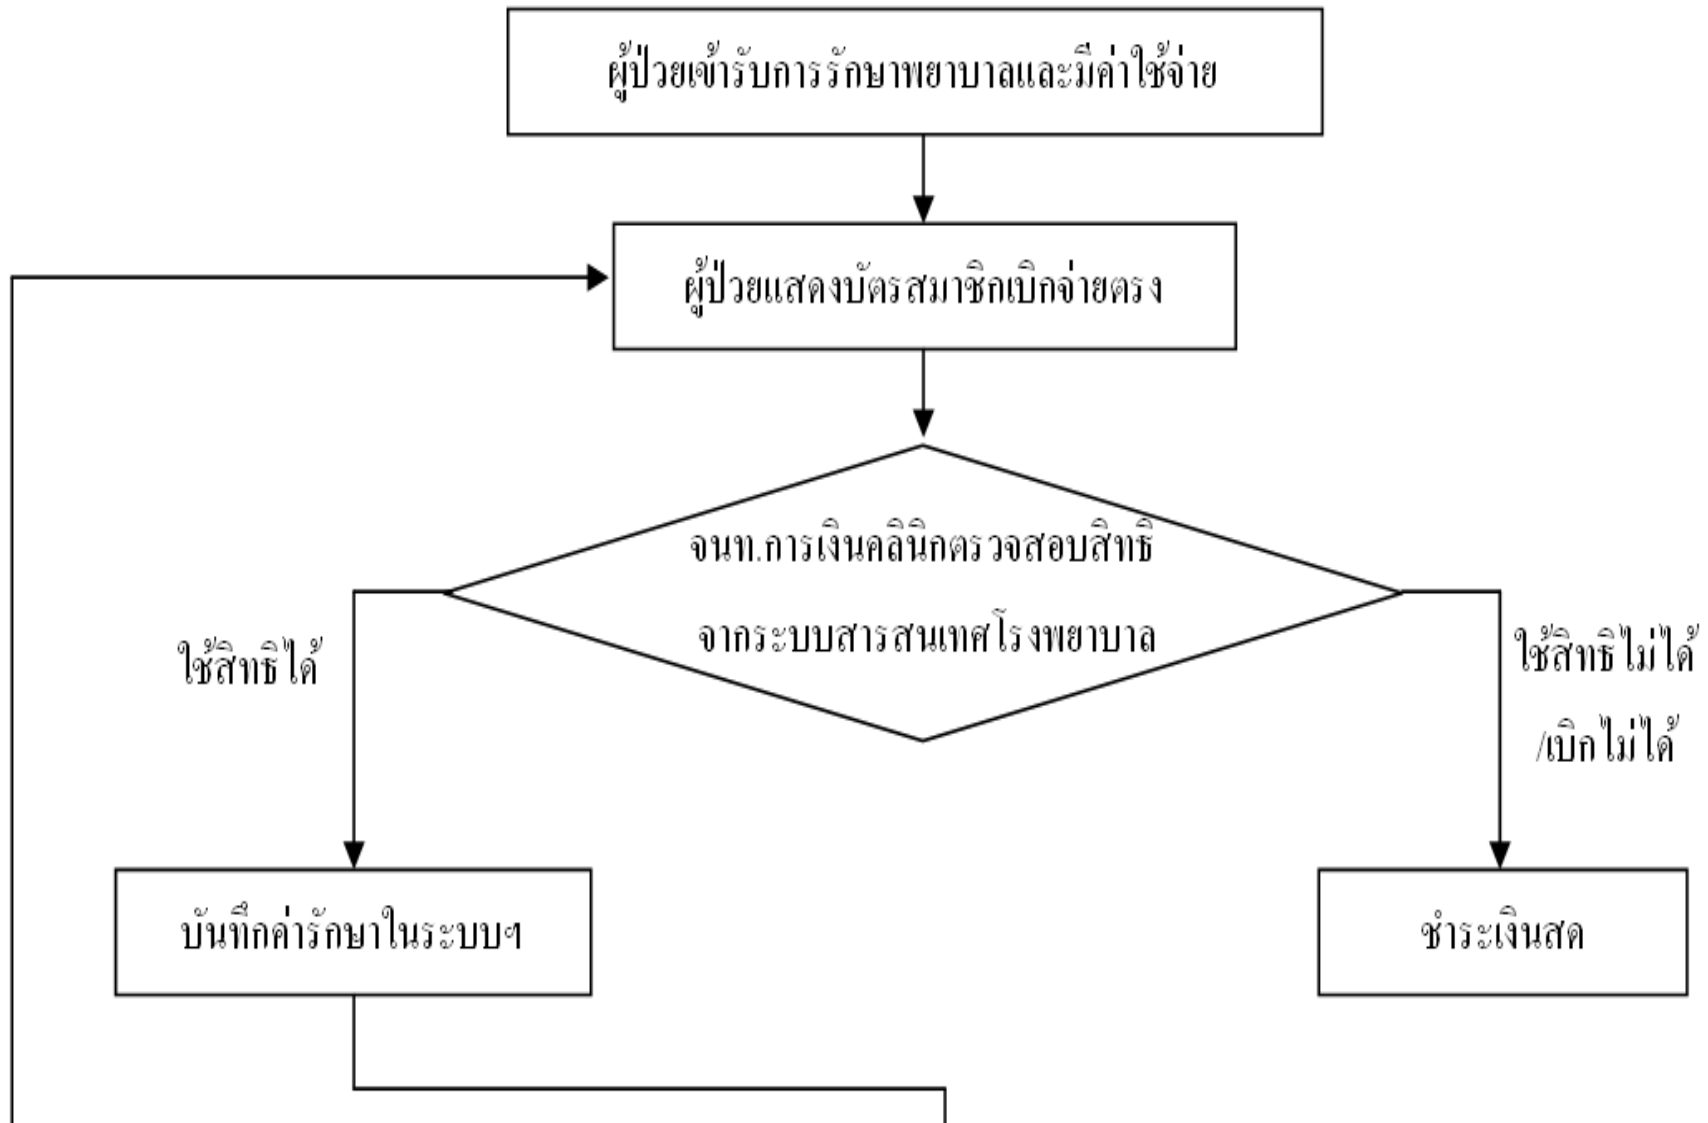 ผู้ป่วยเข้ารับการรักษาพยาบาลและมีค่าใช้จ่าย
ผู้ป่วยแสดงบัตรสมาชิกเบิกจ่ายตรง
จนท.การเงินคลินิกตรวจสอบสิทธิ
จากระบบสารสนเทศโรงพยาบาล
ใช้สิทธิได้
ใช้สิทธิไม่ได้
/เบิกไม่ได้
บันทึกค่ารักษาในระบบฯ
ชำระเงินสด